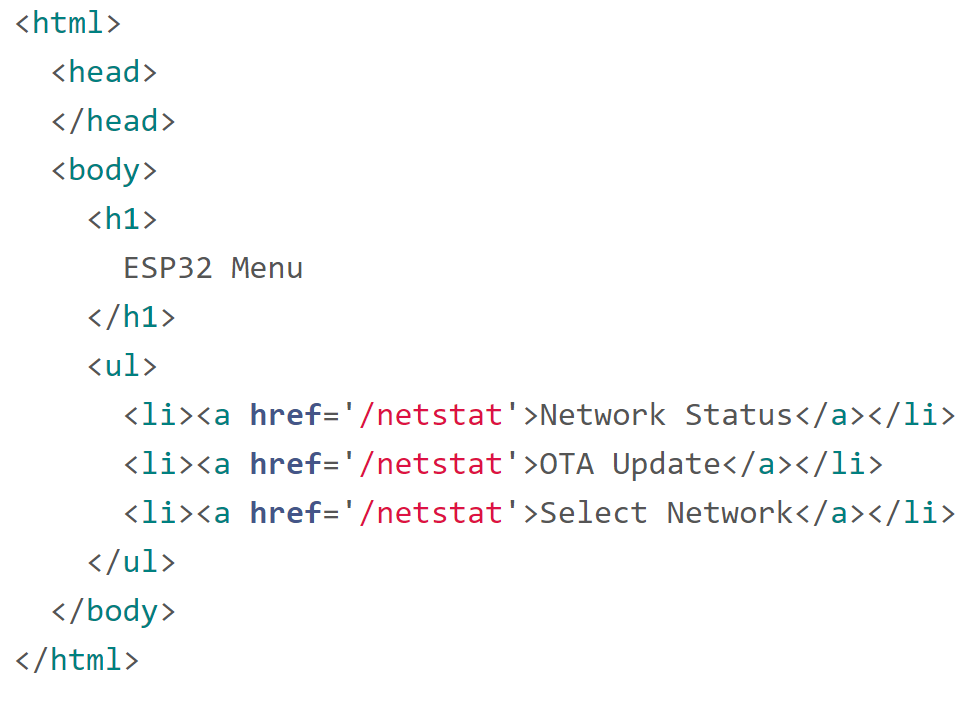 <html>
  <head>
  </head>
  <body>
    <h1>
      ESP32 Menu
    </h1>
    <ul>
      <li><a href='/netstat'>Network Status</a></li>
      <li><a href='/netstat'>OTA Update</a></li>
      <li><a href='/netstat'>Select Network</a></li>
    </ul>
  </body>
</html>